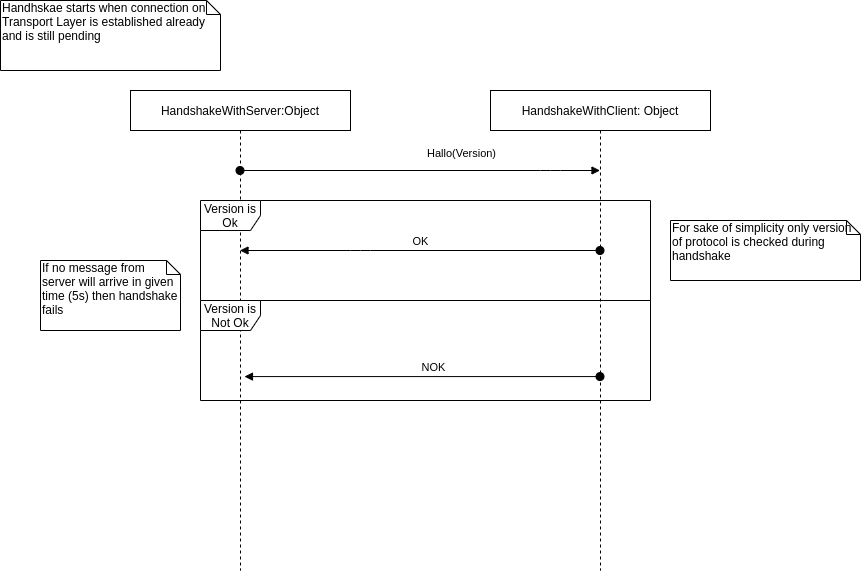 Handhskae starts when connection on
Transport Layer is established already
and is still pending
HandshakeWithServer:Object
HandshakeWithClient: Object
Hallo(Version)
Version is
Ok
OK
For sake of simplicity only version
of protocol is checked during
handshake
If no message from
server will arrive in given
time (5s) then handshake
fails
Version is
Not Ok
NOK